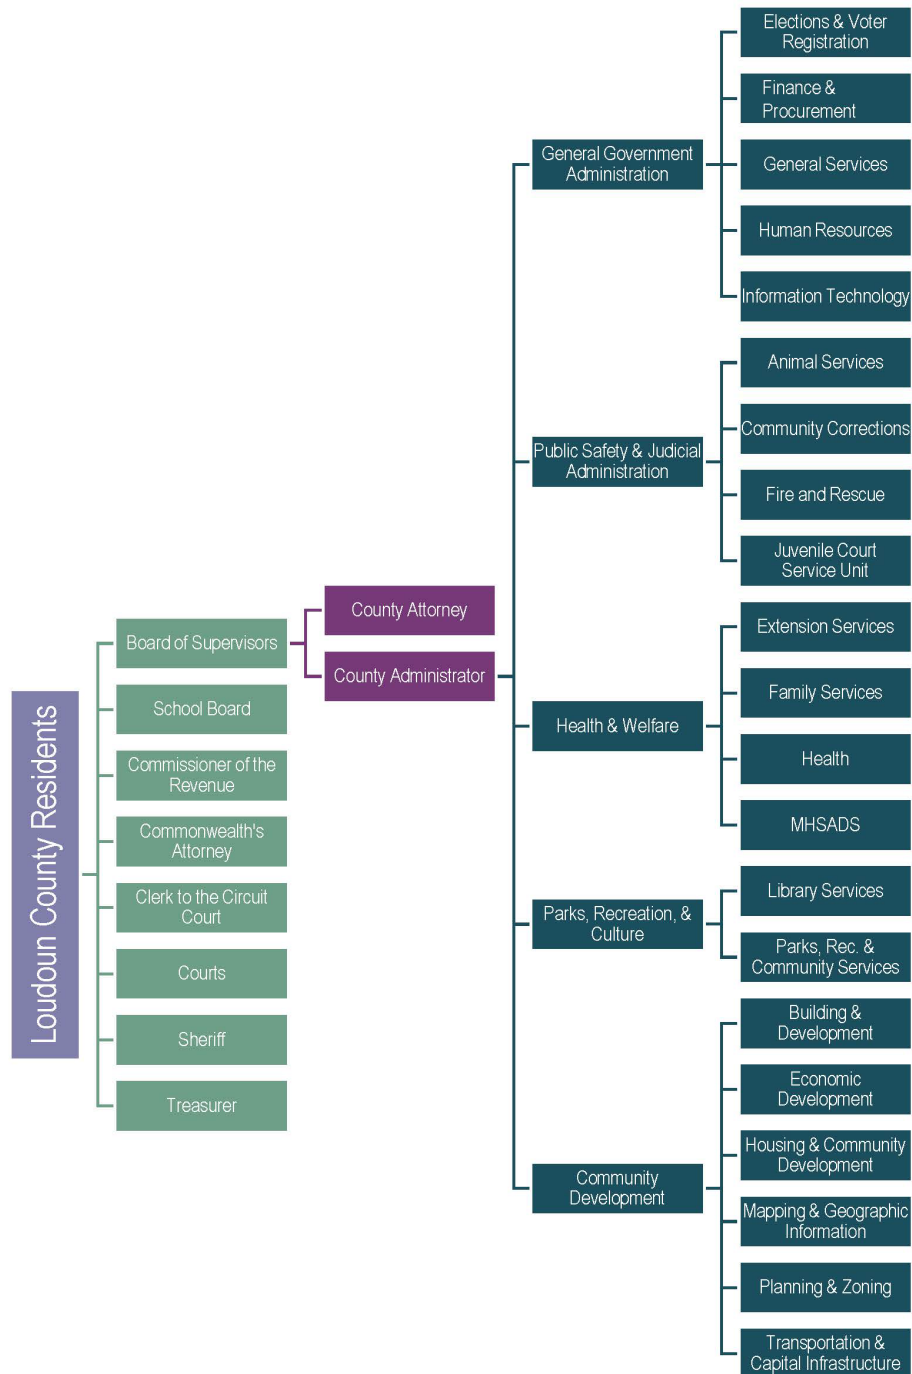 Loudoun County Residents
Board of Supervisors
School Board
Commissioner of the
Revenue
Commonwealth's
Attorney
Clerk to the Circuit
Court
Courts
Sheriff
Treasurer
County Attorney
County Administrator
General Government
Administration
Elections & Voter
Registration
Finance &
Procurement
General Services
Human Resources
Information Technology
Public Safety & Judicial
Administration
Animal Services
Community Corrections
Fire and Rescue
Juvenile Court
Service Unit
Health & Welfare
Extension Services
Family Services
Health
MHSADS
Parks, Recreation, &
Culture
Library Services
Parks, Rec. &
Community Services
Community
Development
Building &
Development
Economic
Development
Housing & Community
Development
Mapping & Geographic
Information
Planning & Zoning
Transportation &
Capital Infrastructure